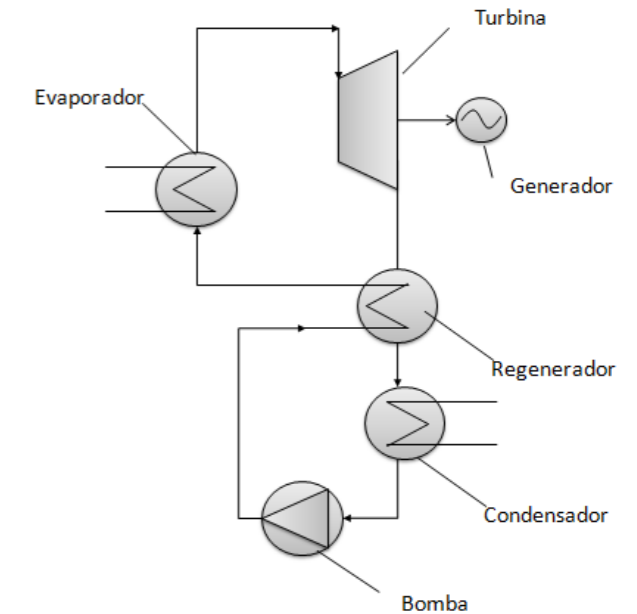 Turbina
Evaporador
Generador
Regenerador
Condensador
Bomba